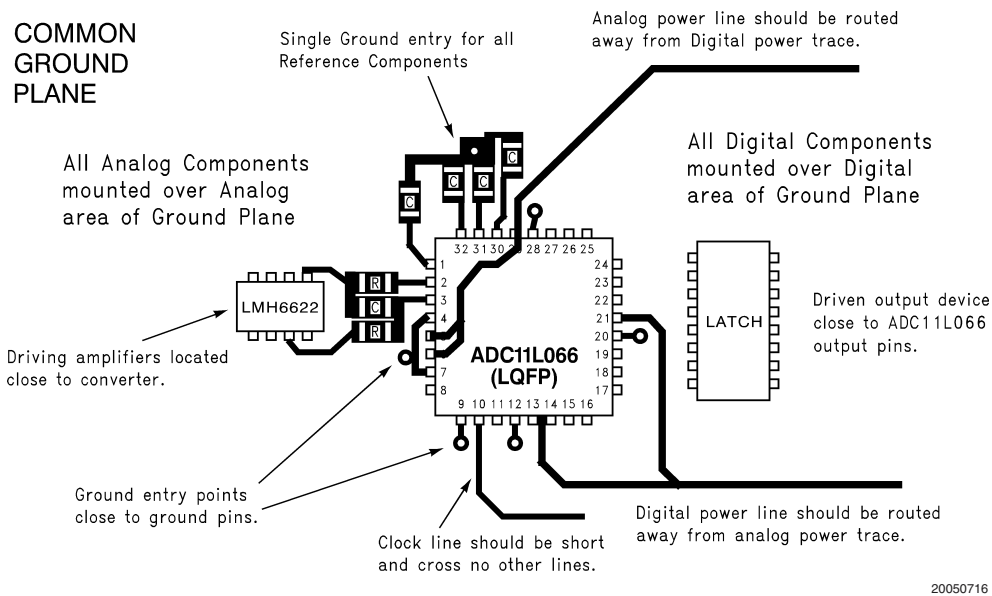 COMMON
GROUND
PLANE
Single Ground entry for all
Reference Components
Analog power line should be routed
away from Digital power trace.
All Analog Components
mounted over Analog
area of Ground Plane
All Digital Components
mounted over Digital
area of Ground Plane
C
C C
C
32 31 30 28 27 26 25
1
2
3
4
7
8
24
23
22
21
20
19
18
17
R
C
R
LMH6622
LATCH
ADC11L066
(LQFP)
9 10 11 12 13 14 15 16
Driven output device
close to ADC11L066
output pins.
Driving amplifiers located
close to converter.
Ground entry points
close to ground pins.
Clock line should be short
and cross no other lines.
Digital power line should be routed
away from analog power trace.
20050716